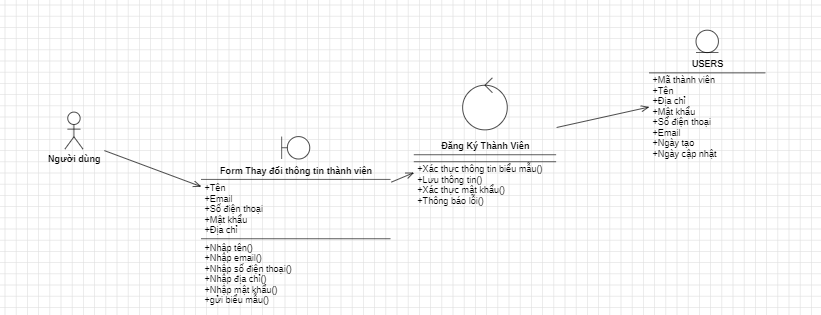 Người dùng
Form Thay đổi thông tin thành viên
+Tên
+Email
+Số điện thoại
+Mật khẩu
+Địa chỉ
+Nhập tên()
+Nhập email()
+Nhập số điện thoại()
+Nhập địa chỉ()
+Nhập mật khẩu()
+gửi biểu mẫu()
Đăng Ký Thành Viên
+Xác thực thông tin biểu mẫu()
+Lưu thông tin()
+Xác thực mật khẩu()
+Thông báo lỗi()
USERS
+Mã thành viên
+Tên
+Địa chỉ
+Mật khẩu
+Số điện thoại
+Email
+Ngày tạo
+Ngày cập nhật